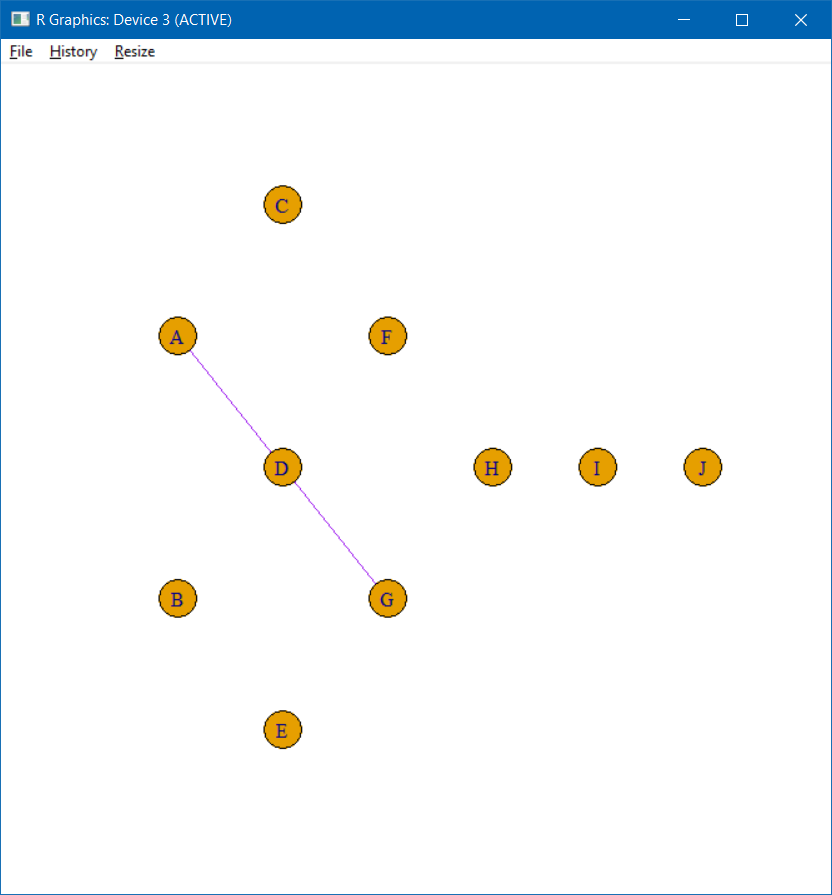 R Graphics: Device 3 (ACTIVE)
File History Resize
C
A F
D H I J
B G
E